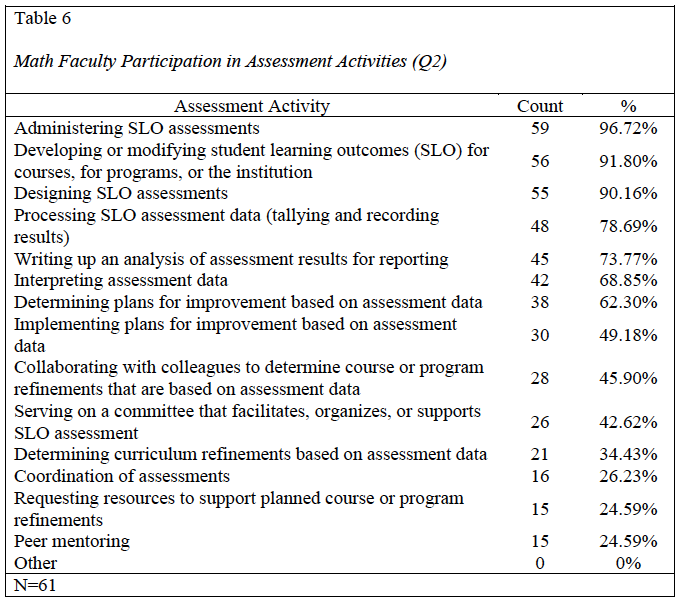 Table 6
Math Faculty Participation in Assessment Activities (Q2)
Assessment Activity Count %
Administering SLO assessments 59 96.72%
Developing or modifying student learning outcomes (SLO) for
courses, for programs, or the institution 56 91.80%
Designing SLO assessments 55 90.16%
Processing SLO assessment data (tallying and recording
results) 48 78.69%
Writing up an analysis of assessment results for reporting 45 73.77%
Interpreting assessment data 42 68.85%
Determining plans for improvement based on assessment data 38 62.30%
Implementing plans for improvement based on assessment
data 30 49.18%
Collaborating with colleagues to determine course or program
refinements that are based on assessment data 28 45.90%
Serving on a committee that facilitates, organizes, or supports
SLO assessment 26 42.62%
Determining curriculum refinements based on assessment data 21 34.43%
Coordination of assessments 16 26.23%
Requesting resources to support planned course or program
refinements 15 24.59%
Peer mentoring 15 24.59%
Other 0 0%
N=61